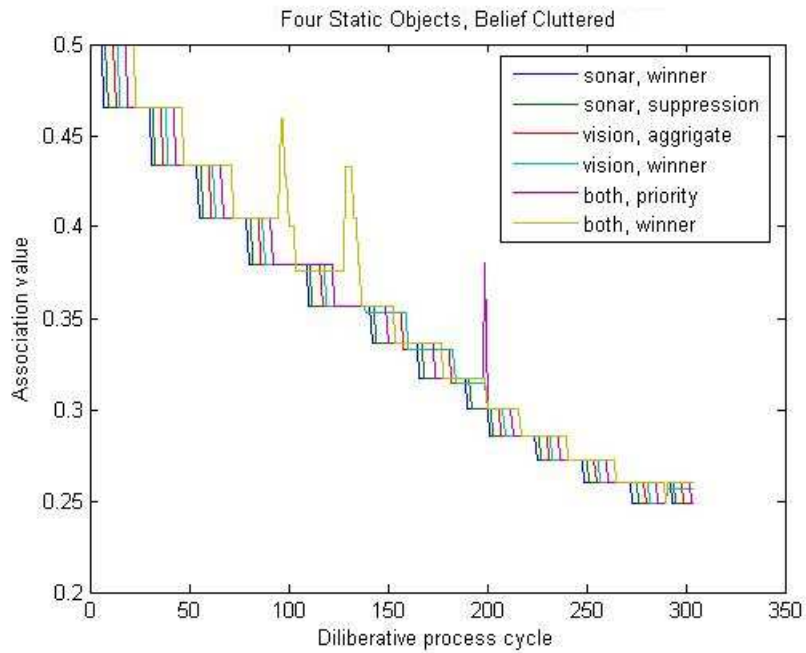 Four Static Objects, Belief Cluttered
0.5
0.45
0.4
0.35
0.3
0.25
0.2
Association value
sonar, winner
sonar, suppression
vision, aggrigate
vision, winner
both, priority
both, winner
0 50 100 150 200 250 300 350
Diliberative process cycle